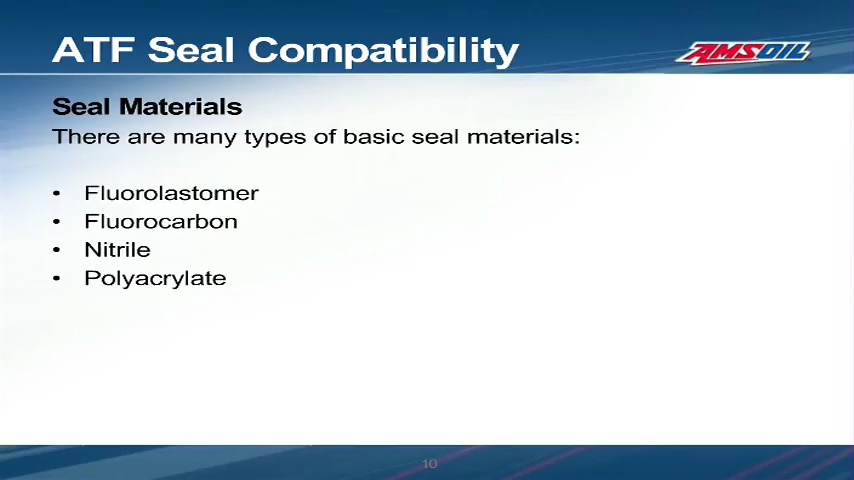 ATF Seal Compatibility
AMSOIL
Seal Materials
There are many types of basic seal materials:
• Fluorolastomer
• Fluorocarbon
• Nitrile
• Polyacrylate
10